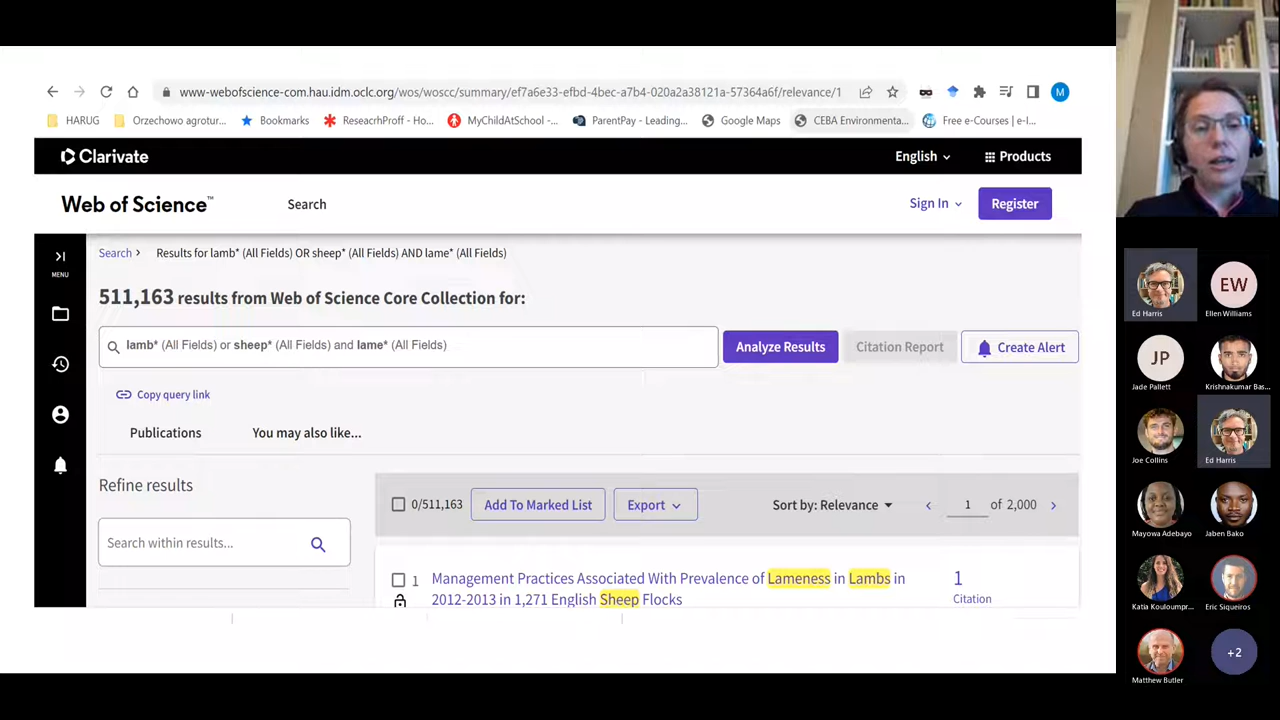 www-webofscience-com.hau.idm.oclc.org/wos/woscc/summary/ef7a6e33-efbd-4bec-a7b4-020a2a38121a-57364a6f/relevance/1
M
HARUG
Orzechowo agrotur...
Bookmarks
ReseacrhProff - Ho...
MyChildAtSchool -...
ParentPay - Leading...
Google Maps
CEBA Environmenta...
Free e-Courses | e-l...
Clarivate
English
Products
Web of Science™
Search
Sign In
Register
MENU
Search > Results for lamb* (All Fields) OR sheep* (All Fields) AND lame* (All Fields)
511,163 results from Web of Science Core Collection for:
lamb* (All Fields) or sheep* (All Fields) and lame* (All Fields)
Analyze Results
Citation Report
Create Alert
Copy query link
Publications
You may also like...
Refine results
Search within results...
0/511,163
Add To Marked List
Export
Sort by: Relevance
1 of 2,000
1
Management Practices Associated With Prevalence of Lameness in Lambs in
2012-2013 in 1,271 English Sheep Flocks
1
Citation
Ed Harris
EW
Ellen Williams
JP
Jade Pallett
Krishnakumar Bas...
Joe Collins
Ed Harris
Mayowa Adebayo
Jaben Bako
Katia Kouloumpr...
Eric Siqueiros
Matthew Butler
+2